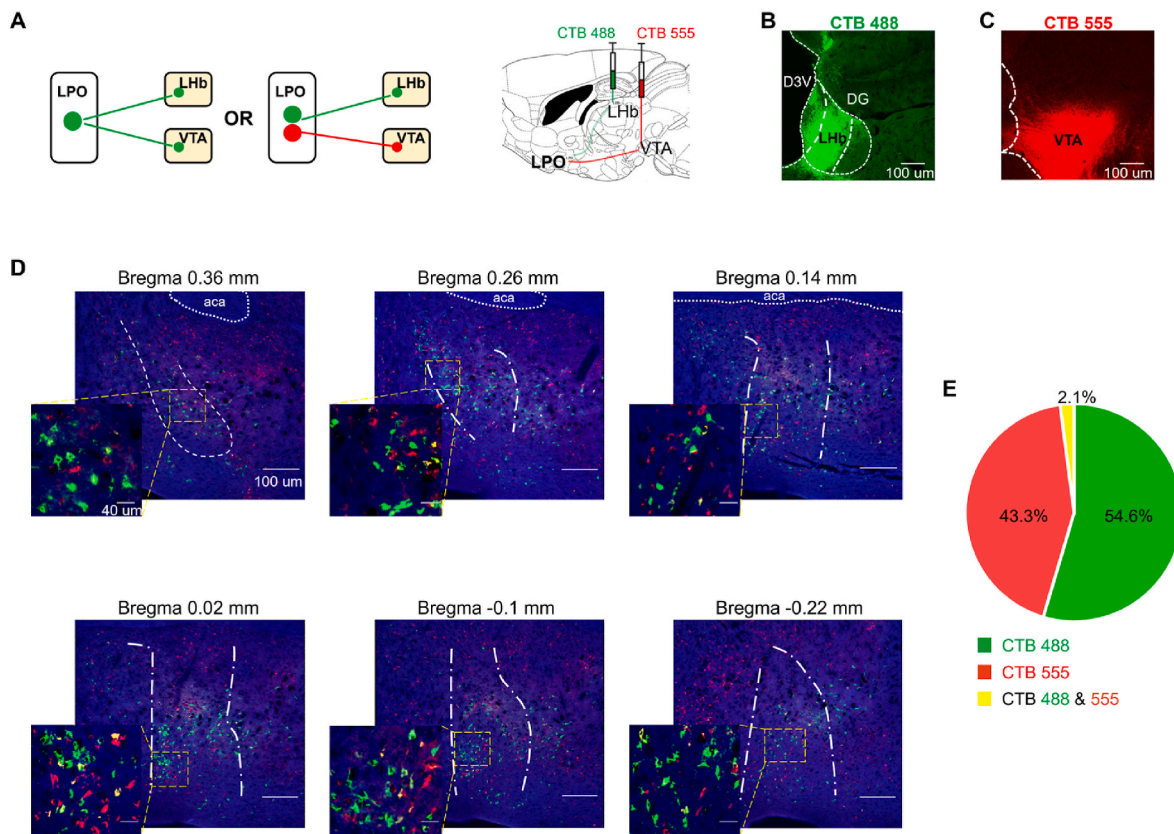 A
LPO
LHb
VTA
OR
LPO
LHb
VTA
CTB 488 CTB 555
LHb
LPO
VTA
B
CTB 488
D3V
DG
LHb
100 um
C
CTB 555
VTA
100 um
D
Bregma 0.36 mm
aca
100 um
40 um
Bregma 0.26 mm
aca
Bregma 0.14 mm
aca
Bregma 0.02 mm
Bregma -0.1 mm
Bregma -0.22 mm
E
2.1%
43.3%
54.6%
CTB 488
CTB 555
CTB 488 & 555